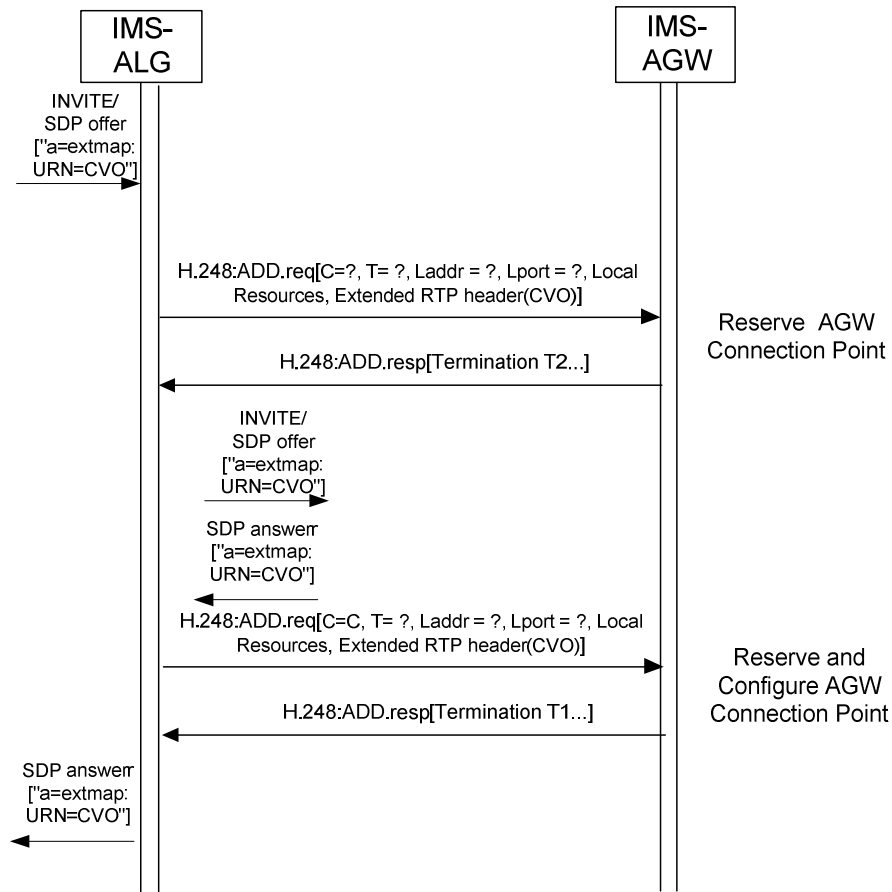 IMS-
ALG
IMS-
AGW
INVITE/
SDP offer
["a=extmap:
URN=CVO"]
H.248:ADD.req[C=?, T= ?, Laddr = ?, Lport = ?, Local
Resources, Extended RTP header(CVO)]
Reserve AGW
Connection Point
H.248:ADD.resp[Termination T2...]
INVITE/
SDP offer
["a=extmap:
URN=CVO"]
SDP answerr
["a=extmap:
URN=CVO"]
H.248:ADD.req[C=C, T= ?, Laddr = ?, Lport = ?, Local
Resources, Extended RTP header(CVO)]
Reserve and
Configure AGW
Connection Point
H.248:ADD.resp[Termination T1...]
SDP answerr
["a=extmap:
URN=CVO"]